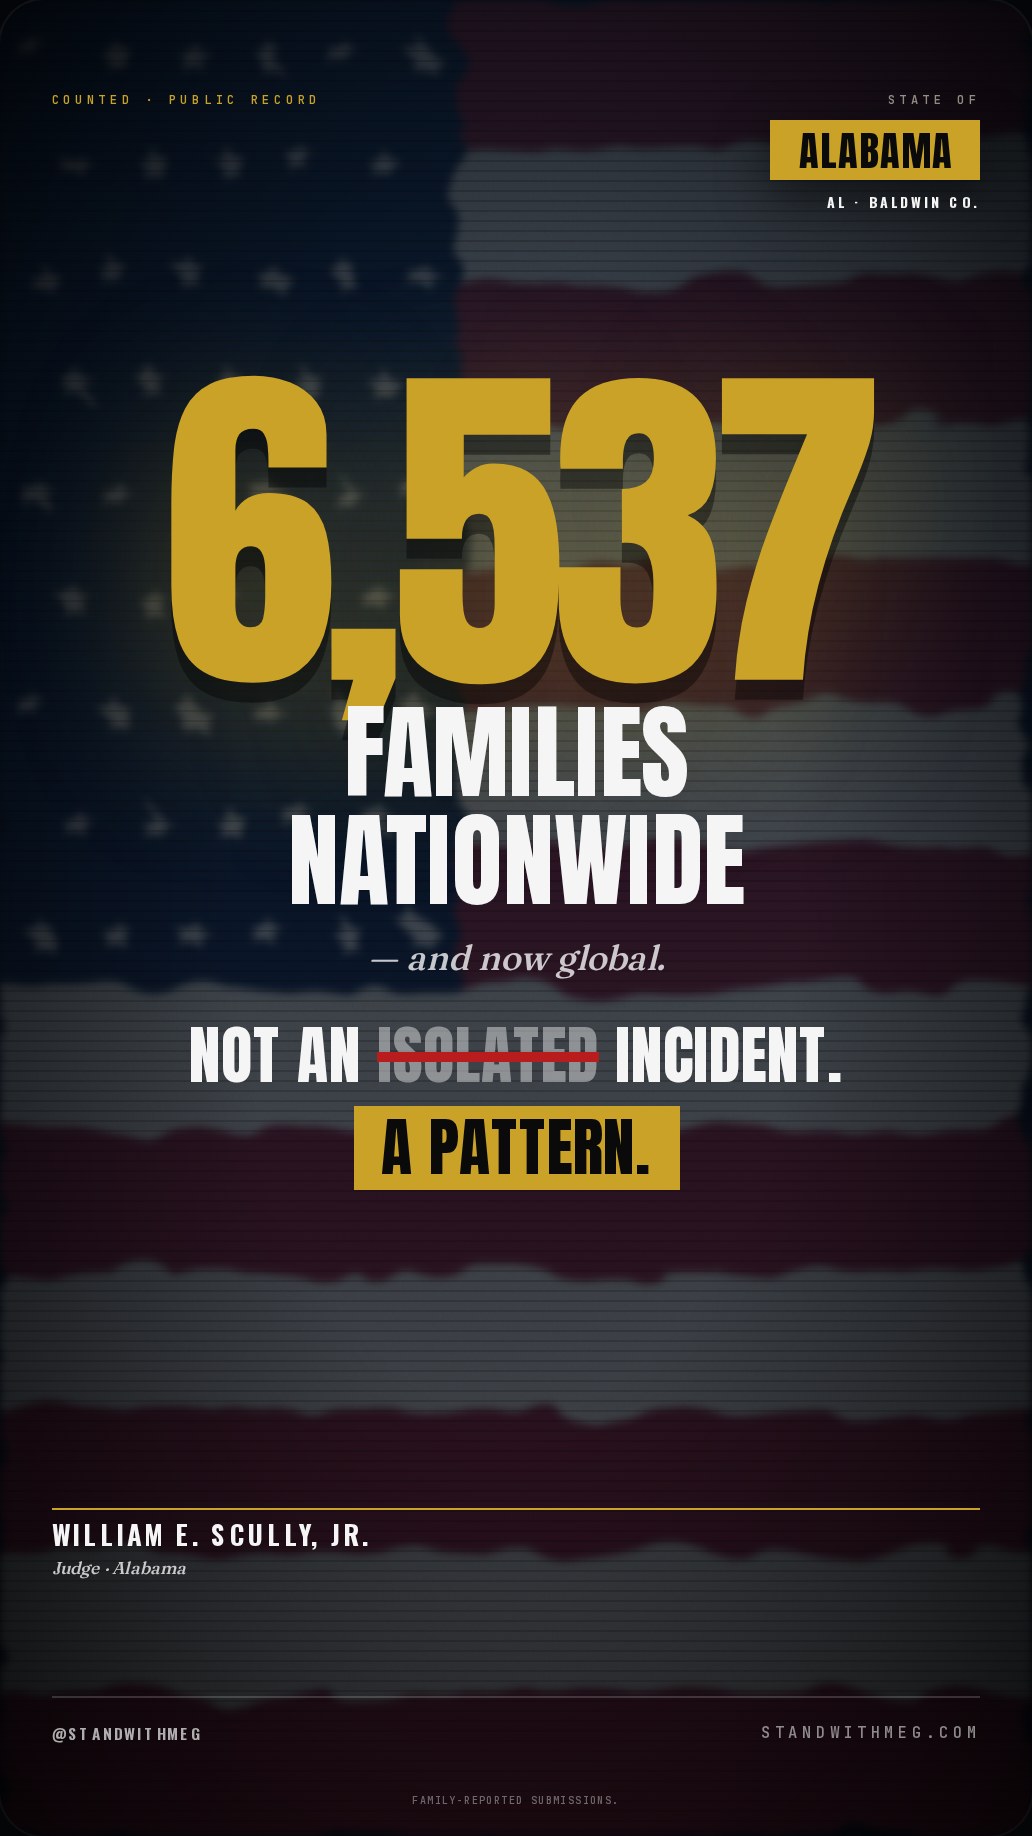 COUNTED · PUBLIC RECORD
STATE OF
ALABAMA
AL · BALDWIN CO.
6,537
FAMILIES
NATIONWIDE
— and now global.
NOT AN ISOLATED INCIDENT.
A PATTERN.
WILLIAM E. SCULLY, JR.
Judge · Alabama
@STANDWITHMEG
STANDWITHMEG.COM
FAMILY-REPORTED SUBMISSIONS.